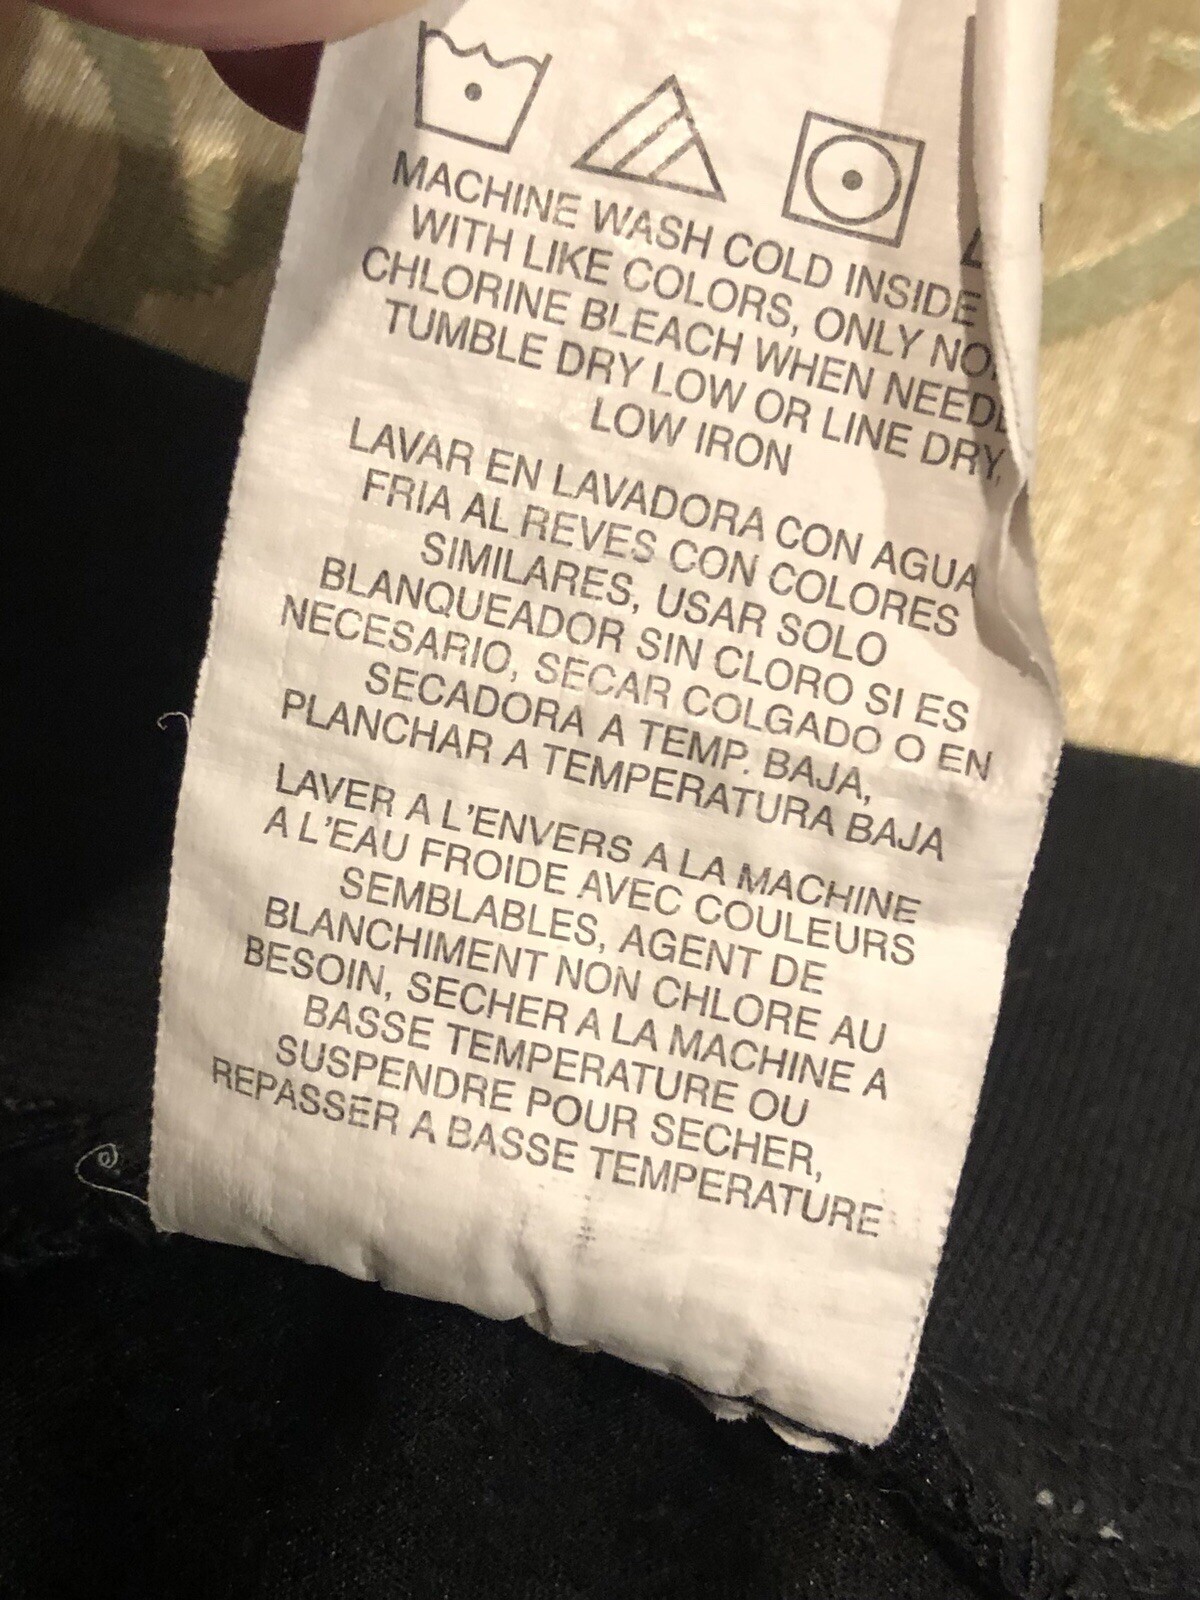 MACHINE WASH COLD INSIDE
WITH LIKE COLORS, ONLY
CHLORINE BLEACH WHEN
TUMBLE DRY LOW OR LINE DRY,
LOW IRON
LAVAR EN LAVADORA CON AGUA
FRIA AL REVES CON COLORES
SIMILARES, USAR SOLO
BLANQUEADOR SIN CLORO SI ES
NECESARIO, SECAR COLGADO O EN
SECADORA A TEMP. BAJA,
PLANCHAR A TEMPERATURA BAJA
LAVER A L'ENVERS A LA MACHINE
A L'EAU FROIDE AVEC COULEURS
SEMBLABLES, AGENT DE
BLANCHIMENT NON CHLORE AU
BESOIN, SECHER A LA MACHINE A
BASSE TEMPERATURE OU
SUSPENDRE POUR SECHER,
REPASSER A BASSE TEMPERATURE